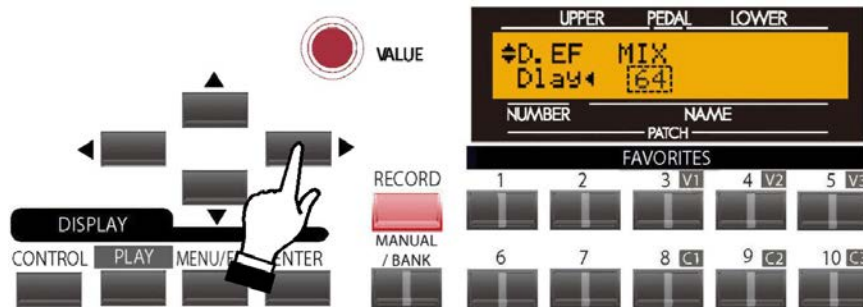 UPPER PEDAL LOWER
VALUE
D. EF MIX
Dlay 64
NUMBER NAME
PATCH
FAVORITES
RECORD 1 2 3 V1 4 V2 5 V3
DISPLAY
MANUAL
CONTROL PLAY MENU/ ENTER / BANK 6 7 8 C1 9 C2 10 C3